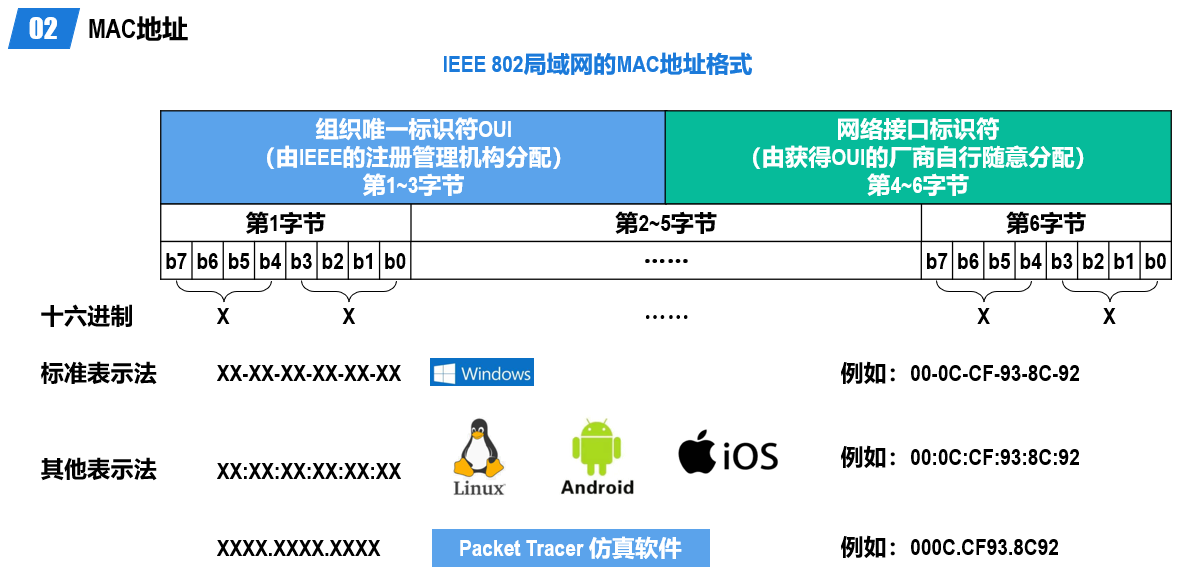 02 MAC地址
IEEE 802局域网的MAC地址格式
组织唯一标识符OUI
（由IEEE的注册管理机构分配）
第1~3字节
网络接口标识符
（由获得OUI的厂商自行随意分配）
第4~6字节
第1字节 第2~5字节 第6字节
b7 b6 b5 b4 b3 b2 b1 b0 …… b7 b6 b5 b4 b3 b2 b1 b0
十六进制 X X …… X X
标准表示法 XX-XX-XX-XX-XX-XX Windows 例如：00-0C-CF-93-8C-92
其他表示法 XX:XX:XX:XX:XX:XX Linux Android iOS 例如：00:0C:CF:93:8C:92
XXXX.XXXX.XXXX Packet Tracer 仿真软件 例如：000C.CF93.8C92